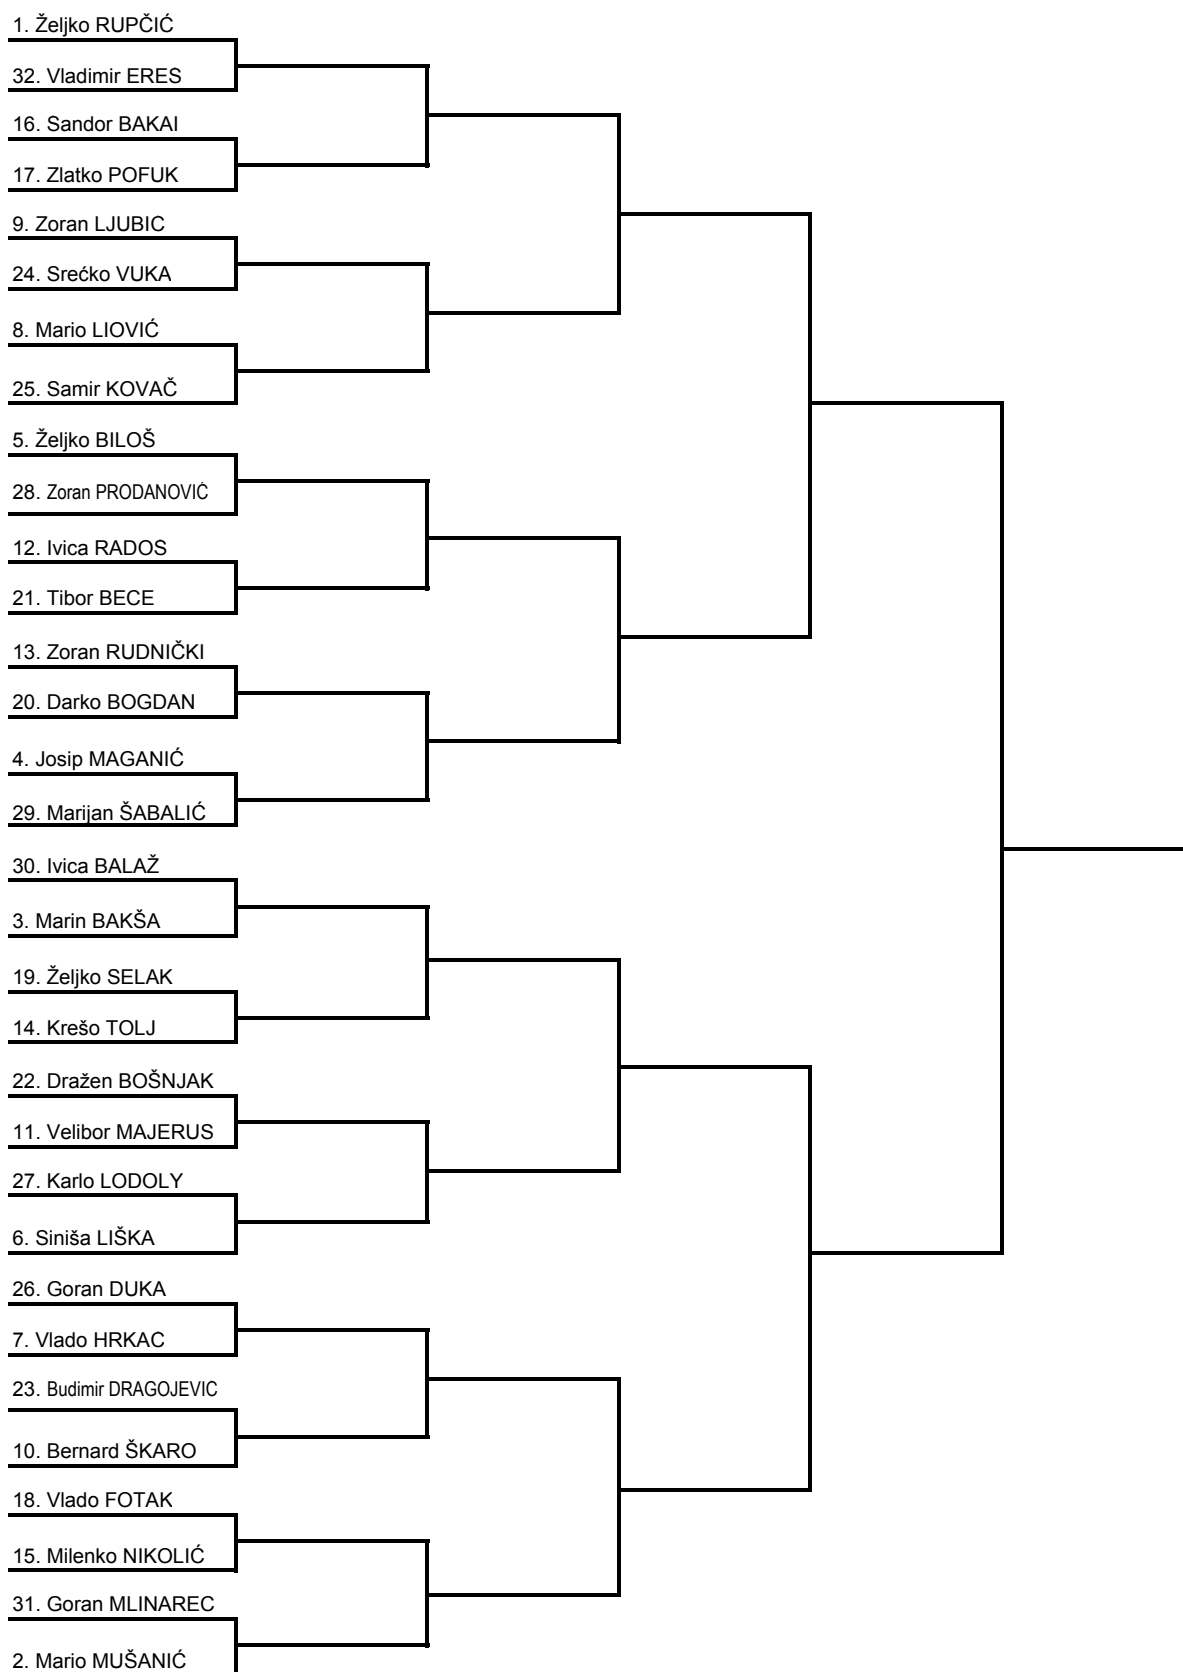 1. Željko RUPČIĆ
32. Vladimir ERES
16. Sandor BAKAI
17. Zlatko POFUK
9. Zoran LJUBIC
24. Srećko VUKA
8. Mario LIOVIĆ
25. Samir KOVAČ
5. Željko BILOŠ
28. Zoran PRODANOVIĆ
12. Ivica RADOS
21. Tibor BECE
13. Zoran RUDNIČKI
20. Darko BOGDAN
4. Josip MAGANIĆ
29. Marijan ŠABALIĆ
30. Ivica BALAŽ
3. Marin BAKŠA
19. Željko SELAK
14. Krešo TOLJ
22. Dražen BOŠNJAK
11. Velibor MAJERUS
27. Karlo LODOLY
6. Siniša LIŠKA
26. Goran DUKA
7. Vlado HRKAC
23. Budimir DRAGOJEVIC
10. Bernard ŠKARO
18. Vlado FOTAK
15. Milenko NIKOLIĆ
31. Goran MLINAREC
2. Mario MUŠANIĆ